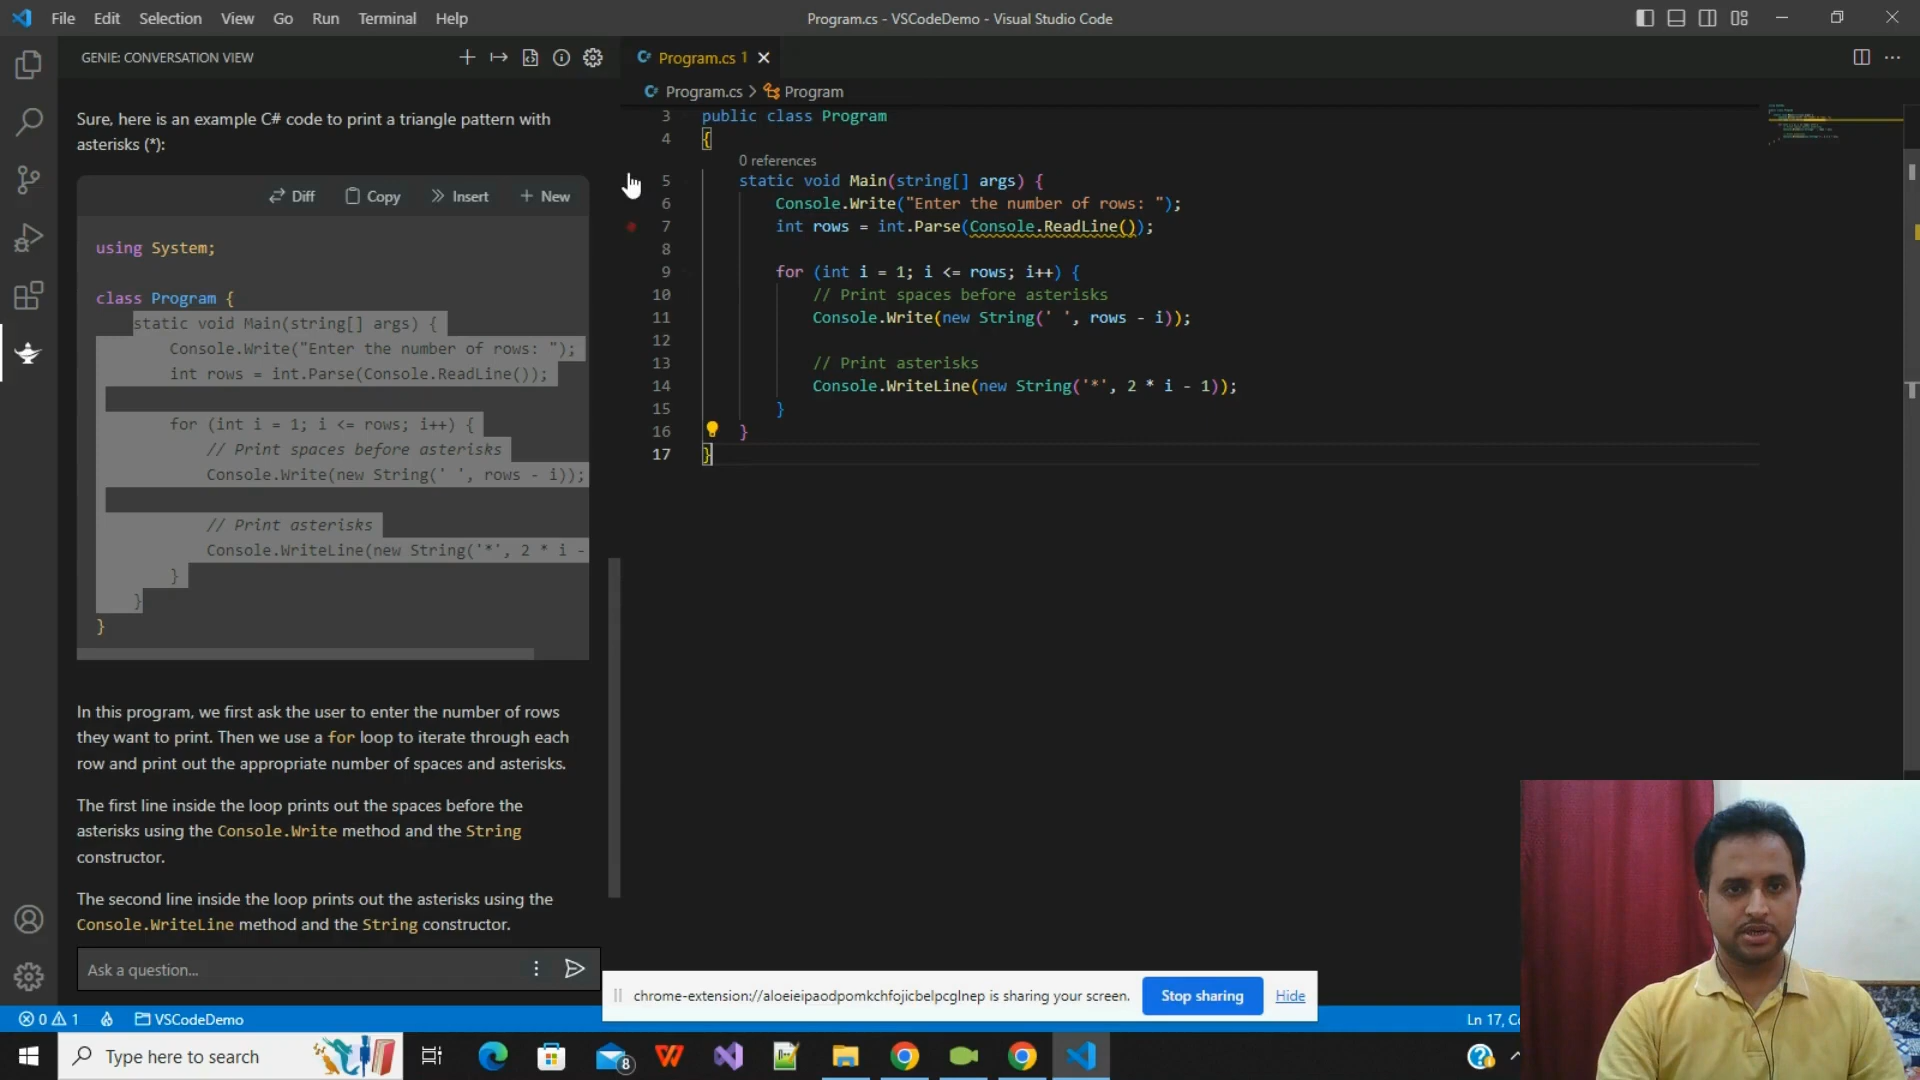 File Edit Selection View Go Run Terminal Help
Program.cs - VSCodeDemo - Visual Studio Code
GENIE: CONVERSATION VIEW
Sure, here is an example C# code to print a triangle pattern with
asterisks (*):
Diff Copy Insert New
using System;
class Program {
static void Main(string[] args) {
Console.Write("Enter the number of rows: ");
int rows = int.Parse(Console.ReadLine());
for (int i = 1; i <= rows; i++) {
// Print spaces before asterisks
Console.Write(new String(' ', rows - i));
// Print asterisks
Console.WriteLine(new String('*', 2 * i -
}
}
}
In this program, we first ask the user to enter the number of rows
they want to print. Then we use a for loop to iterate through each
row and print out the appropriate number of spaces and asterisks.
The first line inside the loop prints out the spaces before the
asterisks using the Console.Write method and the String
constructor.
The second line inside the loop prints out the asterisks using the
Console.WriteLine method and the String constructor.
Ask a question...
Program.cs 1
Program.cs > Program
3 public class Program
4 {
0 references
5 static void Main(string[] args) {
6 Console.Write("Enter the number of rows: ");
7 int rows = int.Parse(Console.ReadLine());
8
9 for (int i = 1; i <= rows; i++) {
10 // Print spaces before asterisks
11 Console.Write(new String(' ', rows - i));
12
13 // Print asterisks
14 Console.WriteLine(new String('*', 2 * i - 1));
15 }
16 }
17 }
chrome-extension://aloeieipaodpomkchfojicbelpcglnep is sharing your screen. Stop sharing Hide
0 1 VSCodeDemo
Ln 17, C
Type here to search
8